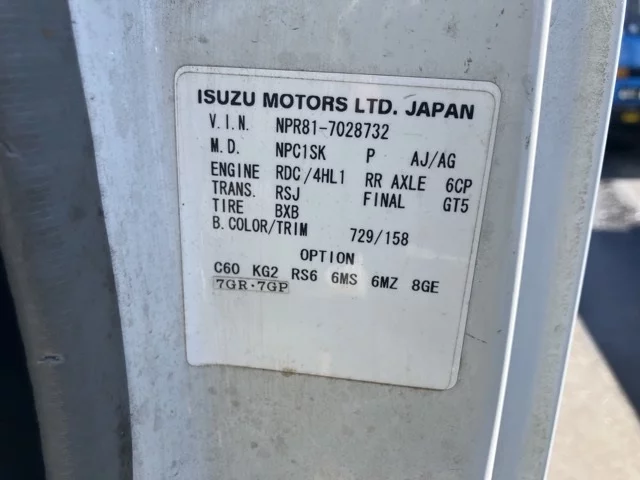 ISUZU MOTORS LTD. JAPAN
V.I.N. NPR81-7028732
M.D. NPC1SK P AJ/AG
ENGINE RDC/4HL1 RR AXLE 6CP
TRANS. RSJ FINAL GT5
TIRE BXB
B.COLOR/TRIM 729/158
OPTION
C60 KG2 RS6 6MS 6MZ 8GE
7GR·7GP